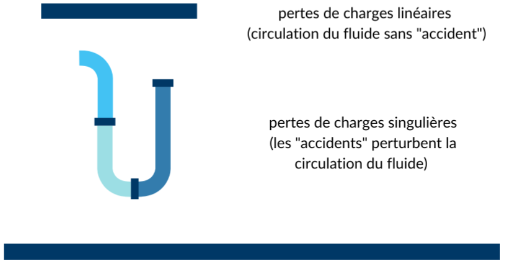 pertes de charges linéaires
(circulation du fluide sans "accident")
pertes de charges singulières
(les "accidents" perturbent la
circulation du fluide)